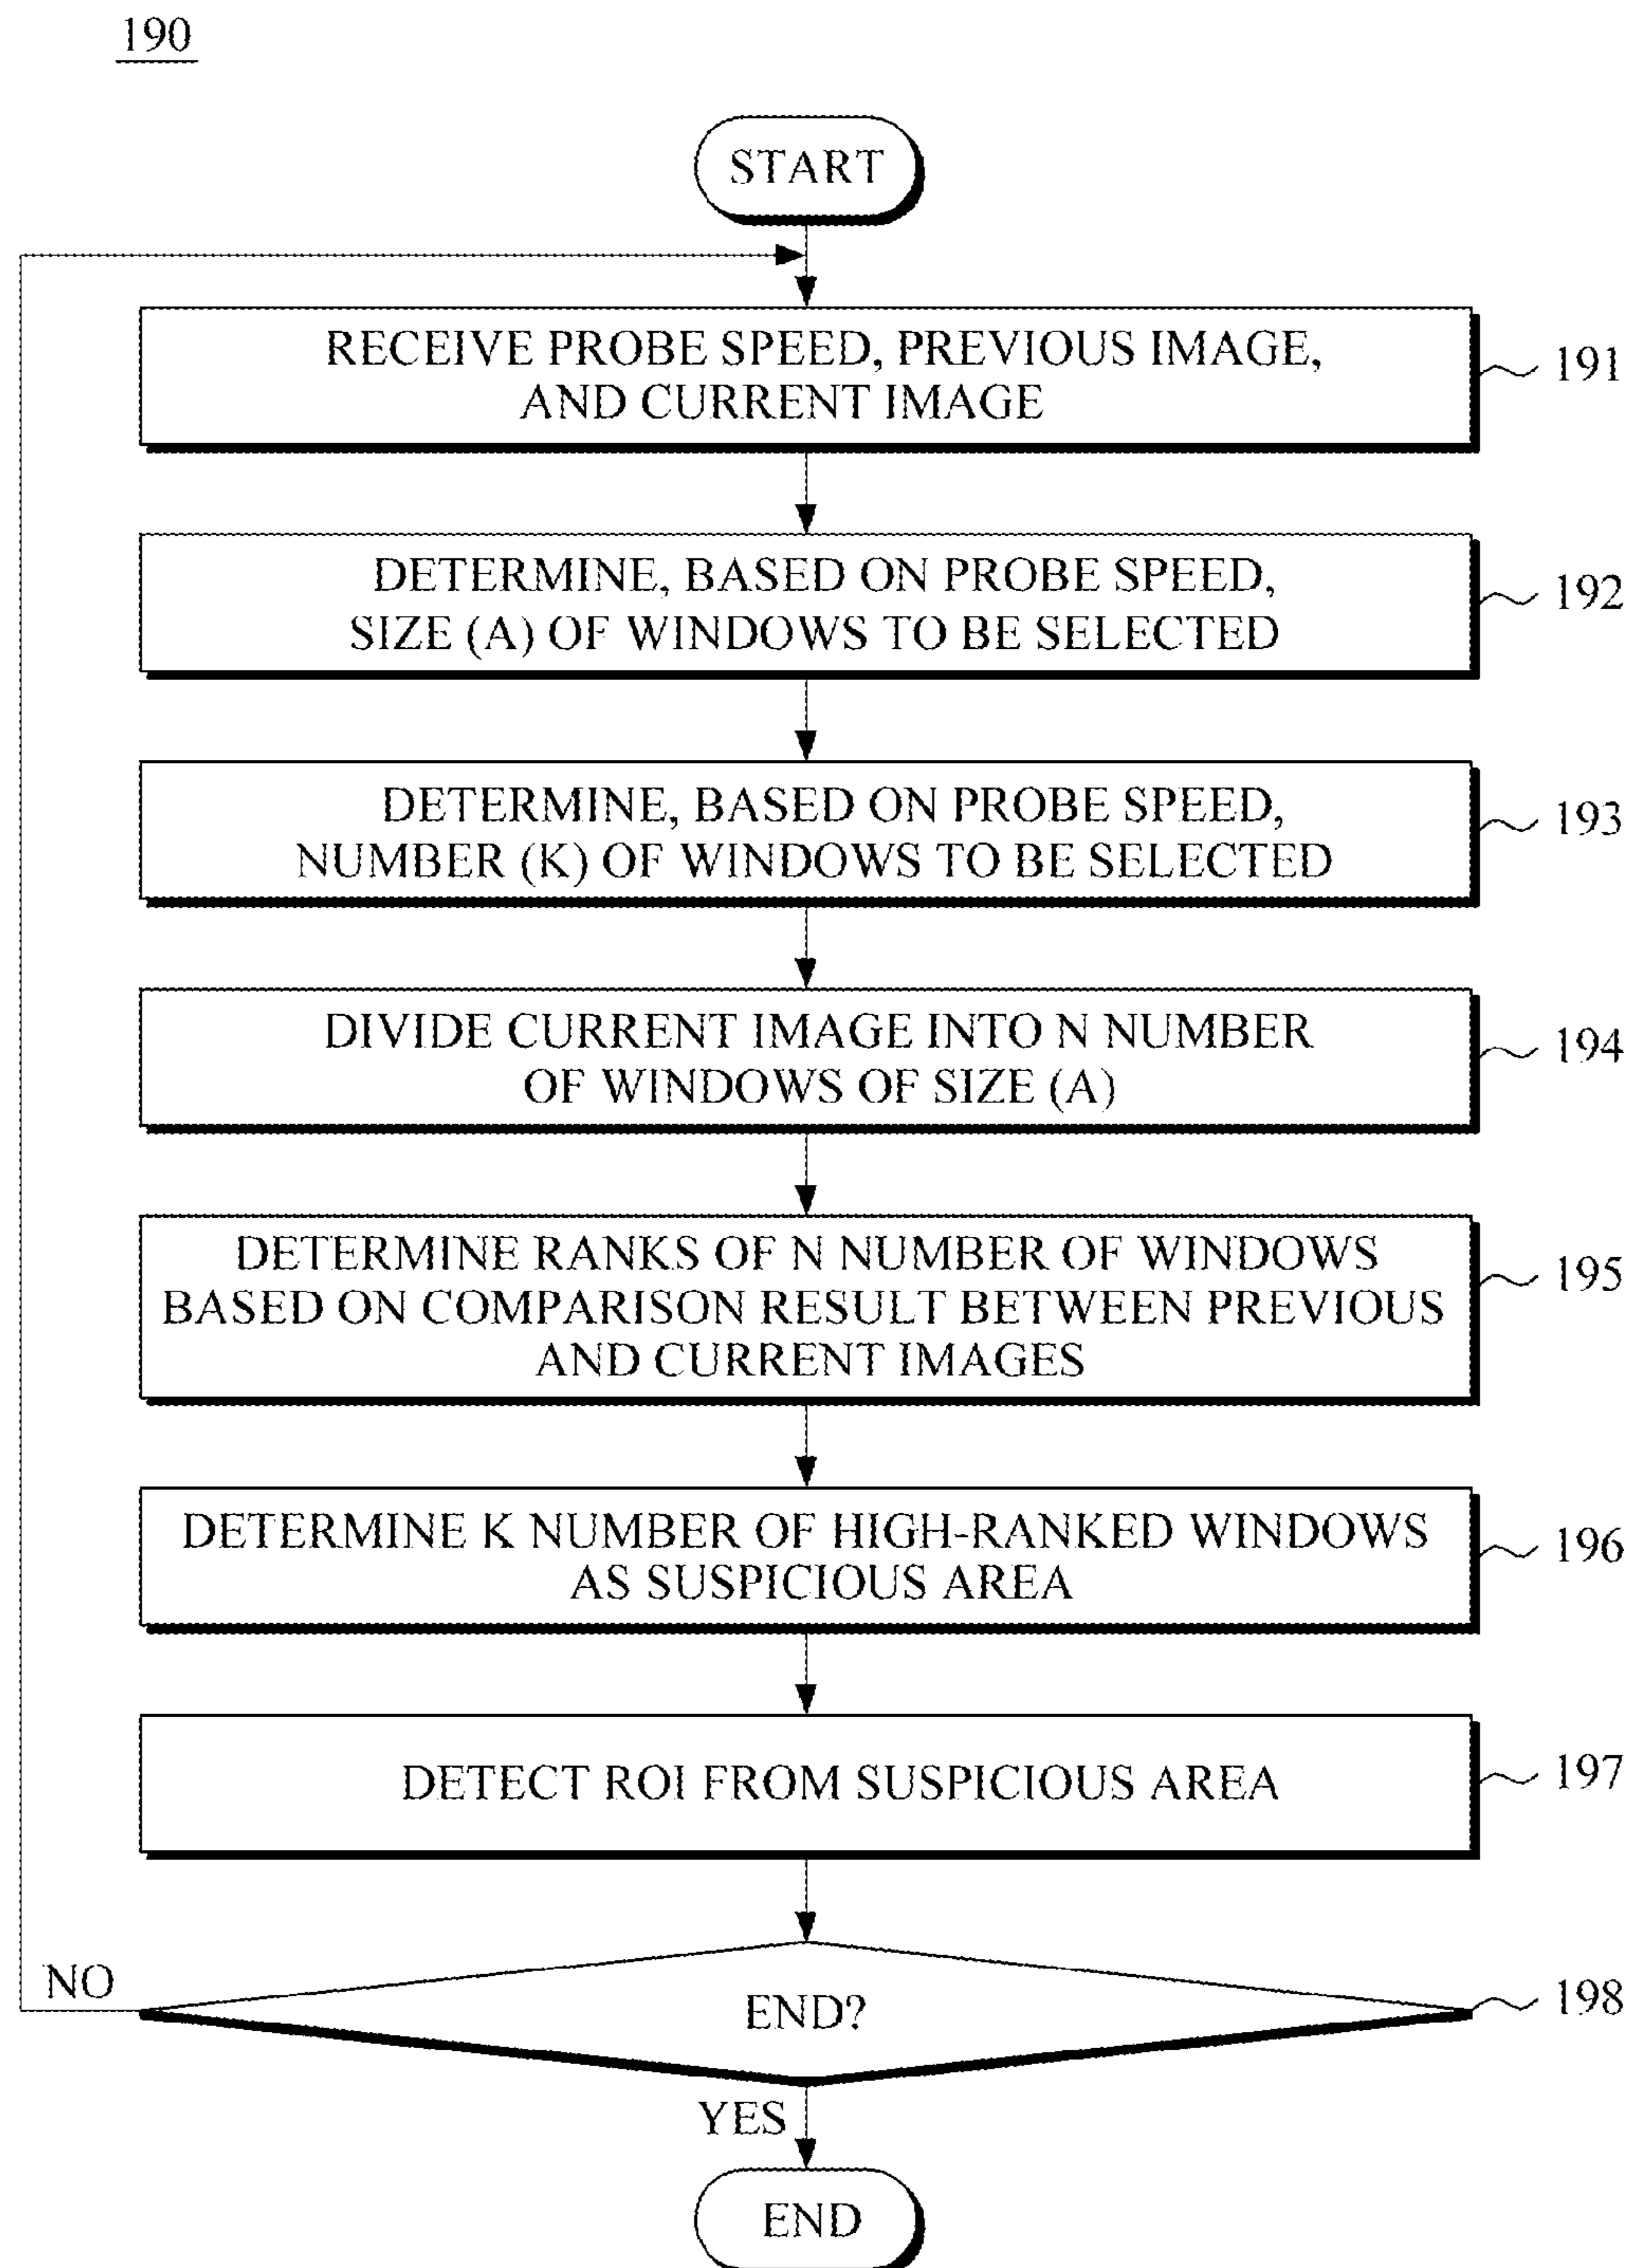 190
START
RECEIVE PROBE SPEED, PREVIOUS IMAGE,
AND CURRENT IMAGE
191
DETERMINE, BASED ON PROBE SPEED,
SIZE (A) OF WINDOWS TO BE SELECTED
192
DETERMINE, BASED ON PROBE SPEED,
NUMBER (K) OF WINDOWS TO BE SELECTED
193
DIVIDE CURRENT IMAGE INTO N NUMBER
OF WINDOWS OF SIZE (A)
194
DETERMINE RANKS OF N NUMBER OF WINDOWS
BASED ON COMPARISON RESULT BETWEEN PREVIOUS
AND CURRENT IMAGES
195
DETERMINE K NUMBER OF HIGH-RANKED WINDOWS
AS SUSPICIOUS AREA
196
DETECT ROI FROM SUSPICIOUS AREA
197
NO
END?
198
YES
END